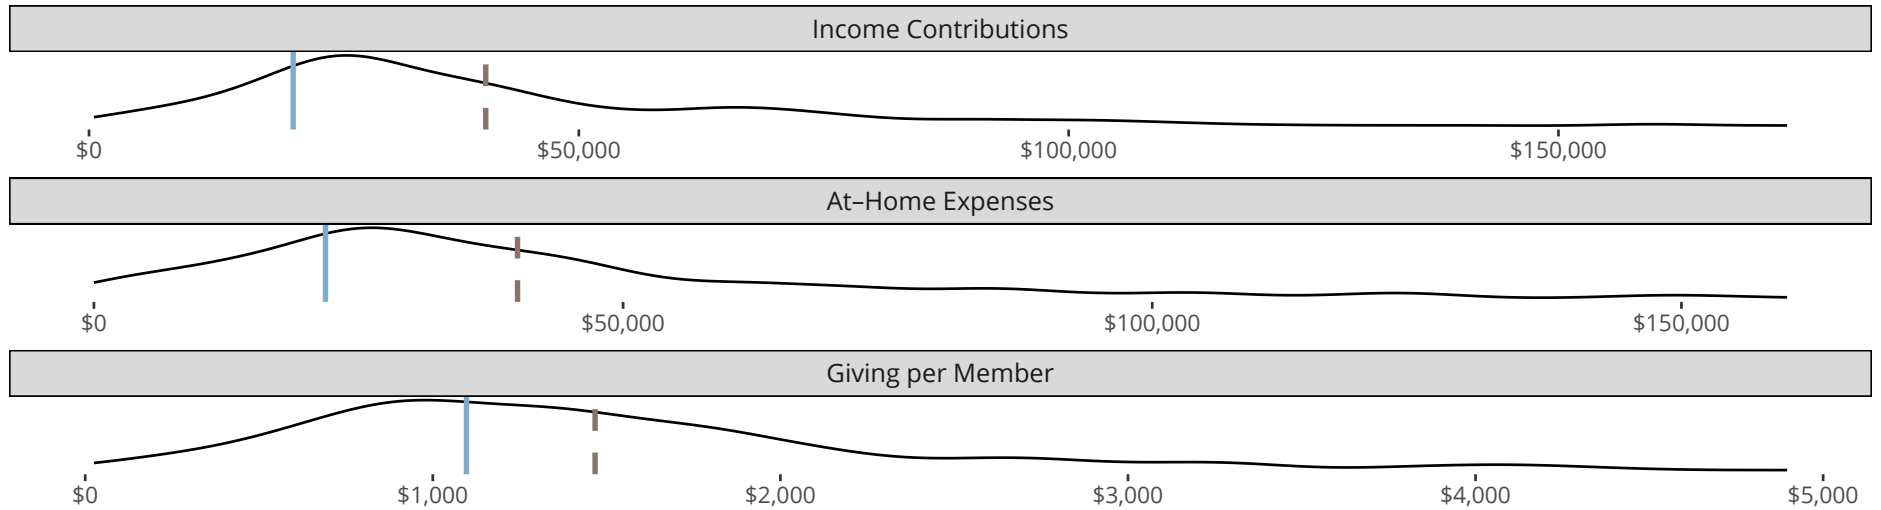 Income Contributions
$0 $50,000 $100,000 $150,000
At–Home Expenses
$0 $50,000 $100,000 $150,000
Giving per Member
$0 $1,000 $2,000 $3,000 $4,000 $5,000